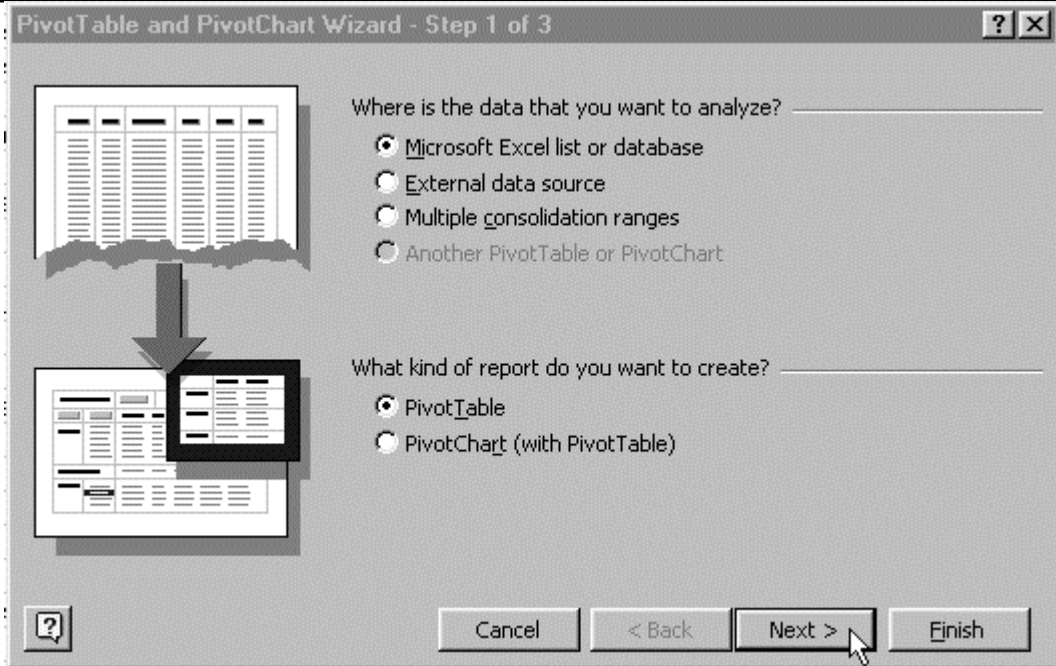 PivotTable and PivotChart Wizard - Step 1 of 3
Where is the data that you want to analyze?
Microsoft Excel list or database
External data source
Multiple consolidation ranges
Another PivotTable or PivotChart
What kind of report do you want to create?
PivotTable
PivotChart (with PivotTable)
Cancel
< Back
Next >
Finish